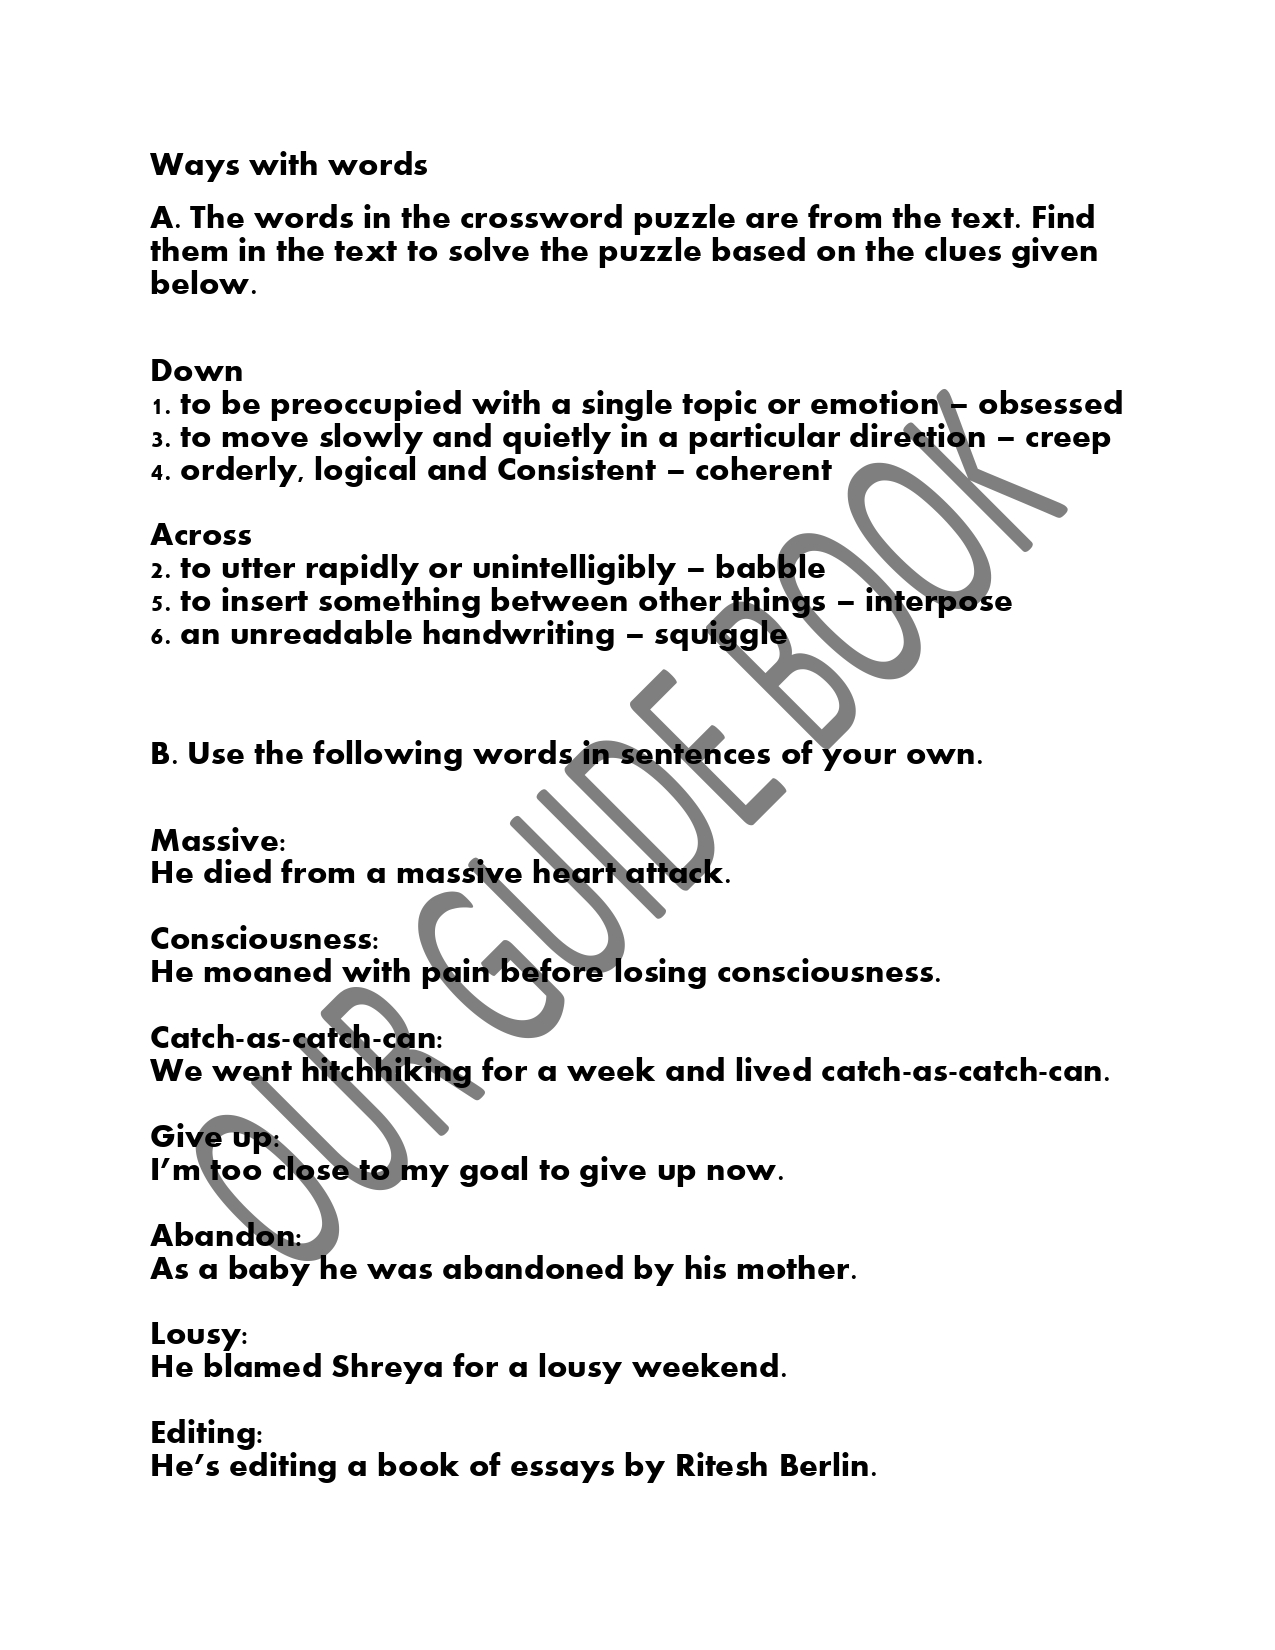 Ways with words
A. The words in the crossword puzzle are from the text. Find
them in the text to solve the puzzle based on the clues given
below.
Down
1. to be preoccupied with a single topic or emotion – obsessed
3. to move slowly and quietly in a particular direction – creep
4. orderly, logical and Consistent – coherent
Across
2. to utter rapidly or unintelligibly – babble
5. to insert something between other things – interpose
6. an unreadable handwriting – squiggle
B. Use the following words in sentences of your own.
Massive:
He died from a massive heart attack.
Consciousness:
He moaned with pain before losing consciousness.
Catch-as-catch-can:
We went hitchhiking for a week and lived catch-as-catch-can.
Give up:
I’m too close to my goal to give up now.
Abandon:
As a baby he was abandoned by his mother.
Lousy:
He blamed Shreya for a lousy weekend.
Editing:
He’s editing a book of essays by Ritesh Berlin.
OUR GUIDE BOOK